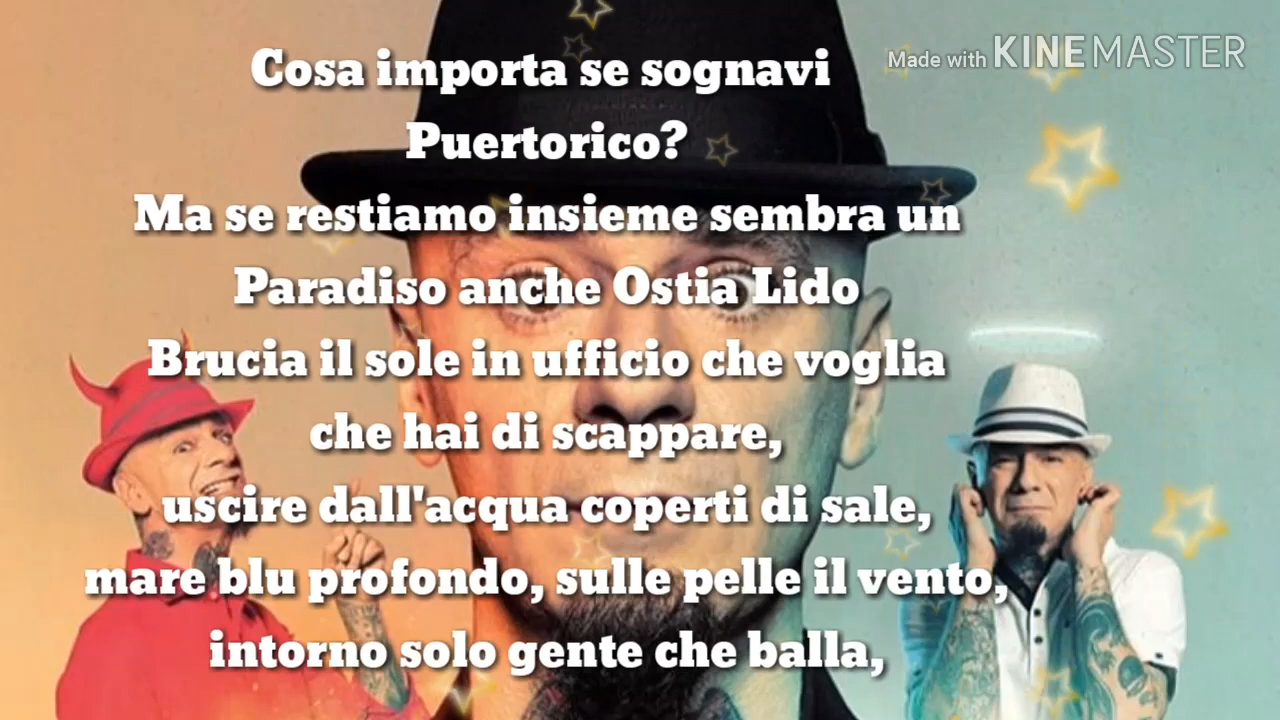 Made with KINEMASTER
Cosa importa se sognavi
Puertorico?
Ma se restiamo insieme sembra un
Paradiso anche Ostia Lido
Brucia il sole in ufficio che voglia
che hai di scappare,
uscire dall'acqua coperti di sale,
mare blu profondo, sulle pelle il vento,
intorno solo gente che balla,